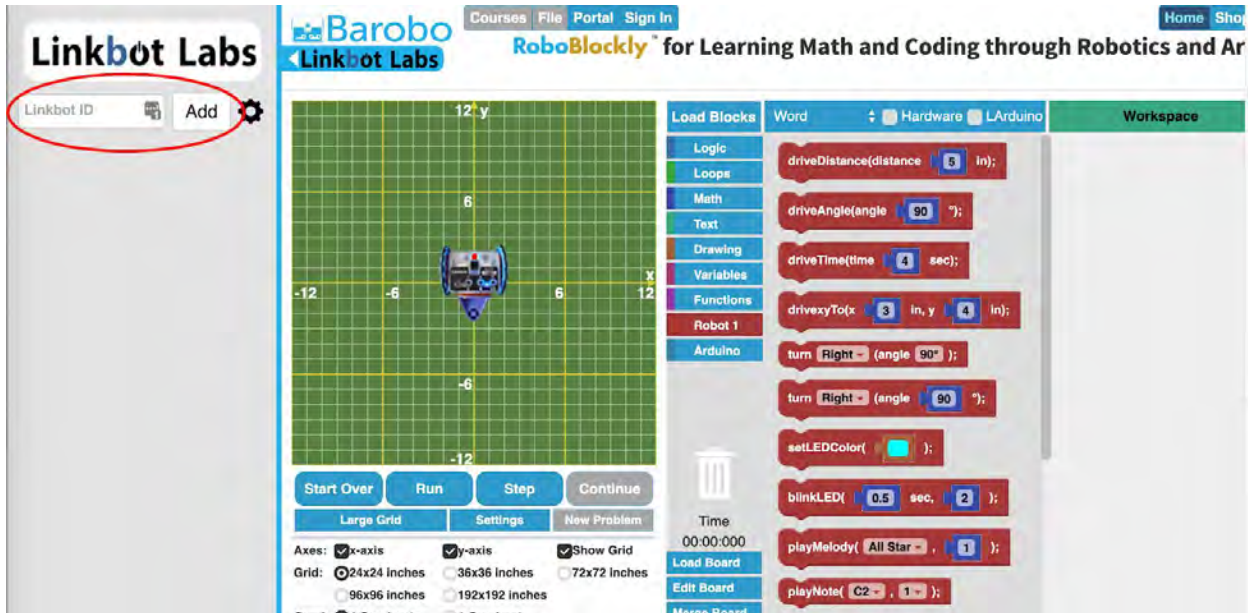 Linkbot Labs
Linkbot ID
Add
Barobo
Linkbot Labs
Courses File Portal Sign In
Home
RoboBlockly™ for Learning Math and Coding through Robotics and Ar
12 y
6
-12 -6 6 12 x
-6
-12
Start Over Run Step Continue
Large Grid Settings New Problem
Axes: x-axis y-axis Show Grid
Grid: 24x24 inches 36x36 inches 72x72 inches
96x96 inches 192x192 inches
Load Blocks
Logic
Loops
Math
Text
Drawing
Variables
Functions
Robot 1
Arduino
Time
00:00:000
Load Board
Edit Board
Word Hardware LArduino
driveDistance(distance 5 in);
driveAngle(angle 90 °);
driveTime(time 4 sec);
drivexyTo(x 3 in, y 4 in);
turn Right (angle 90° );
turn Right (angle 90 °);
setLEDColor( );
blinkLED( 0.5 sec, 2 );
playMelody( All Star , 1 );
playNote( C2 , 1 );
Workspace